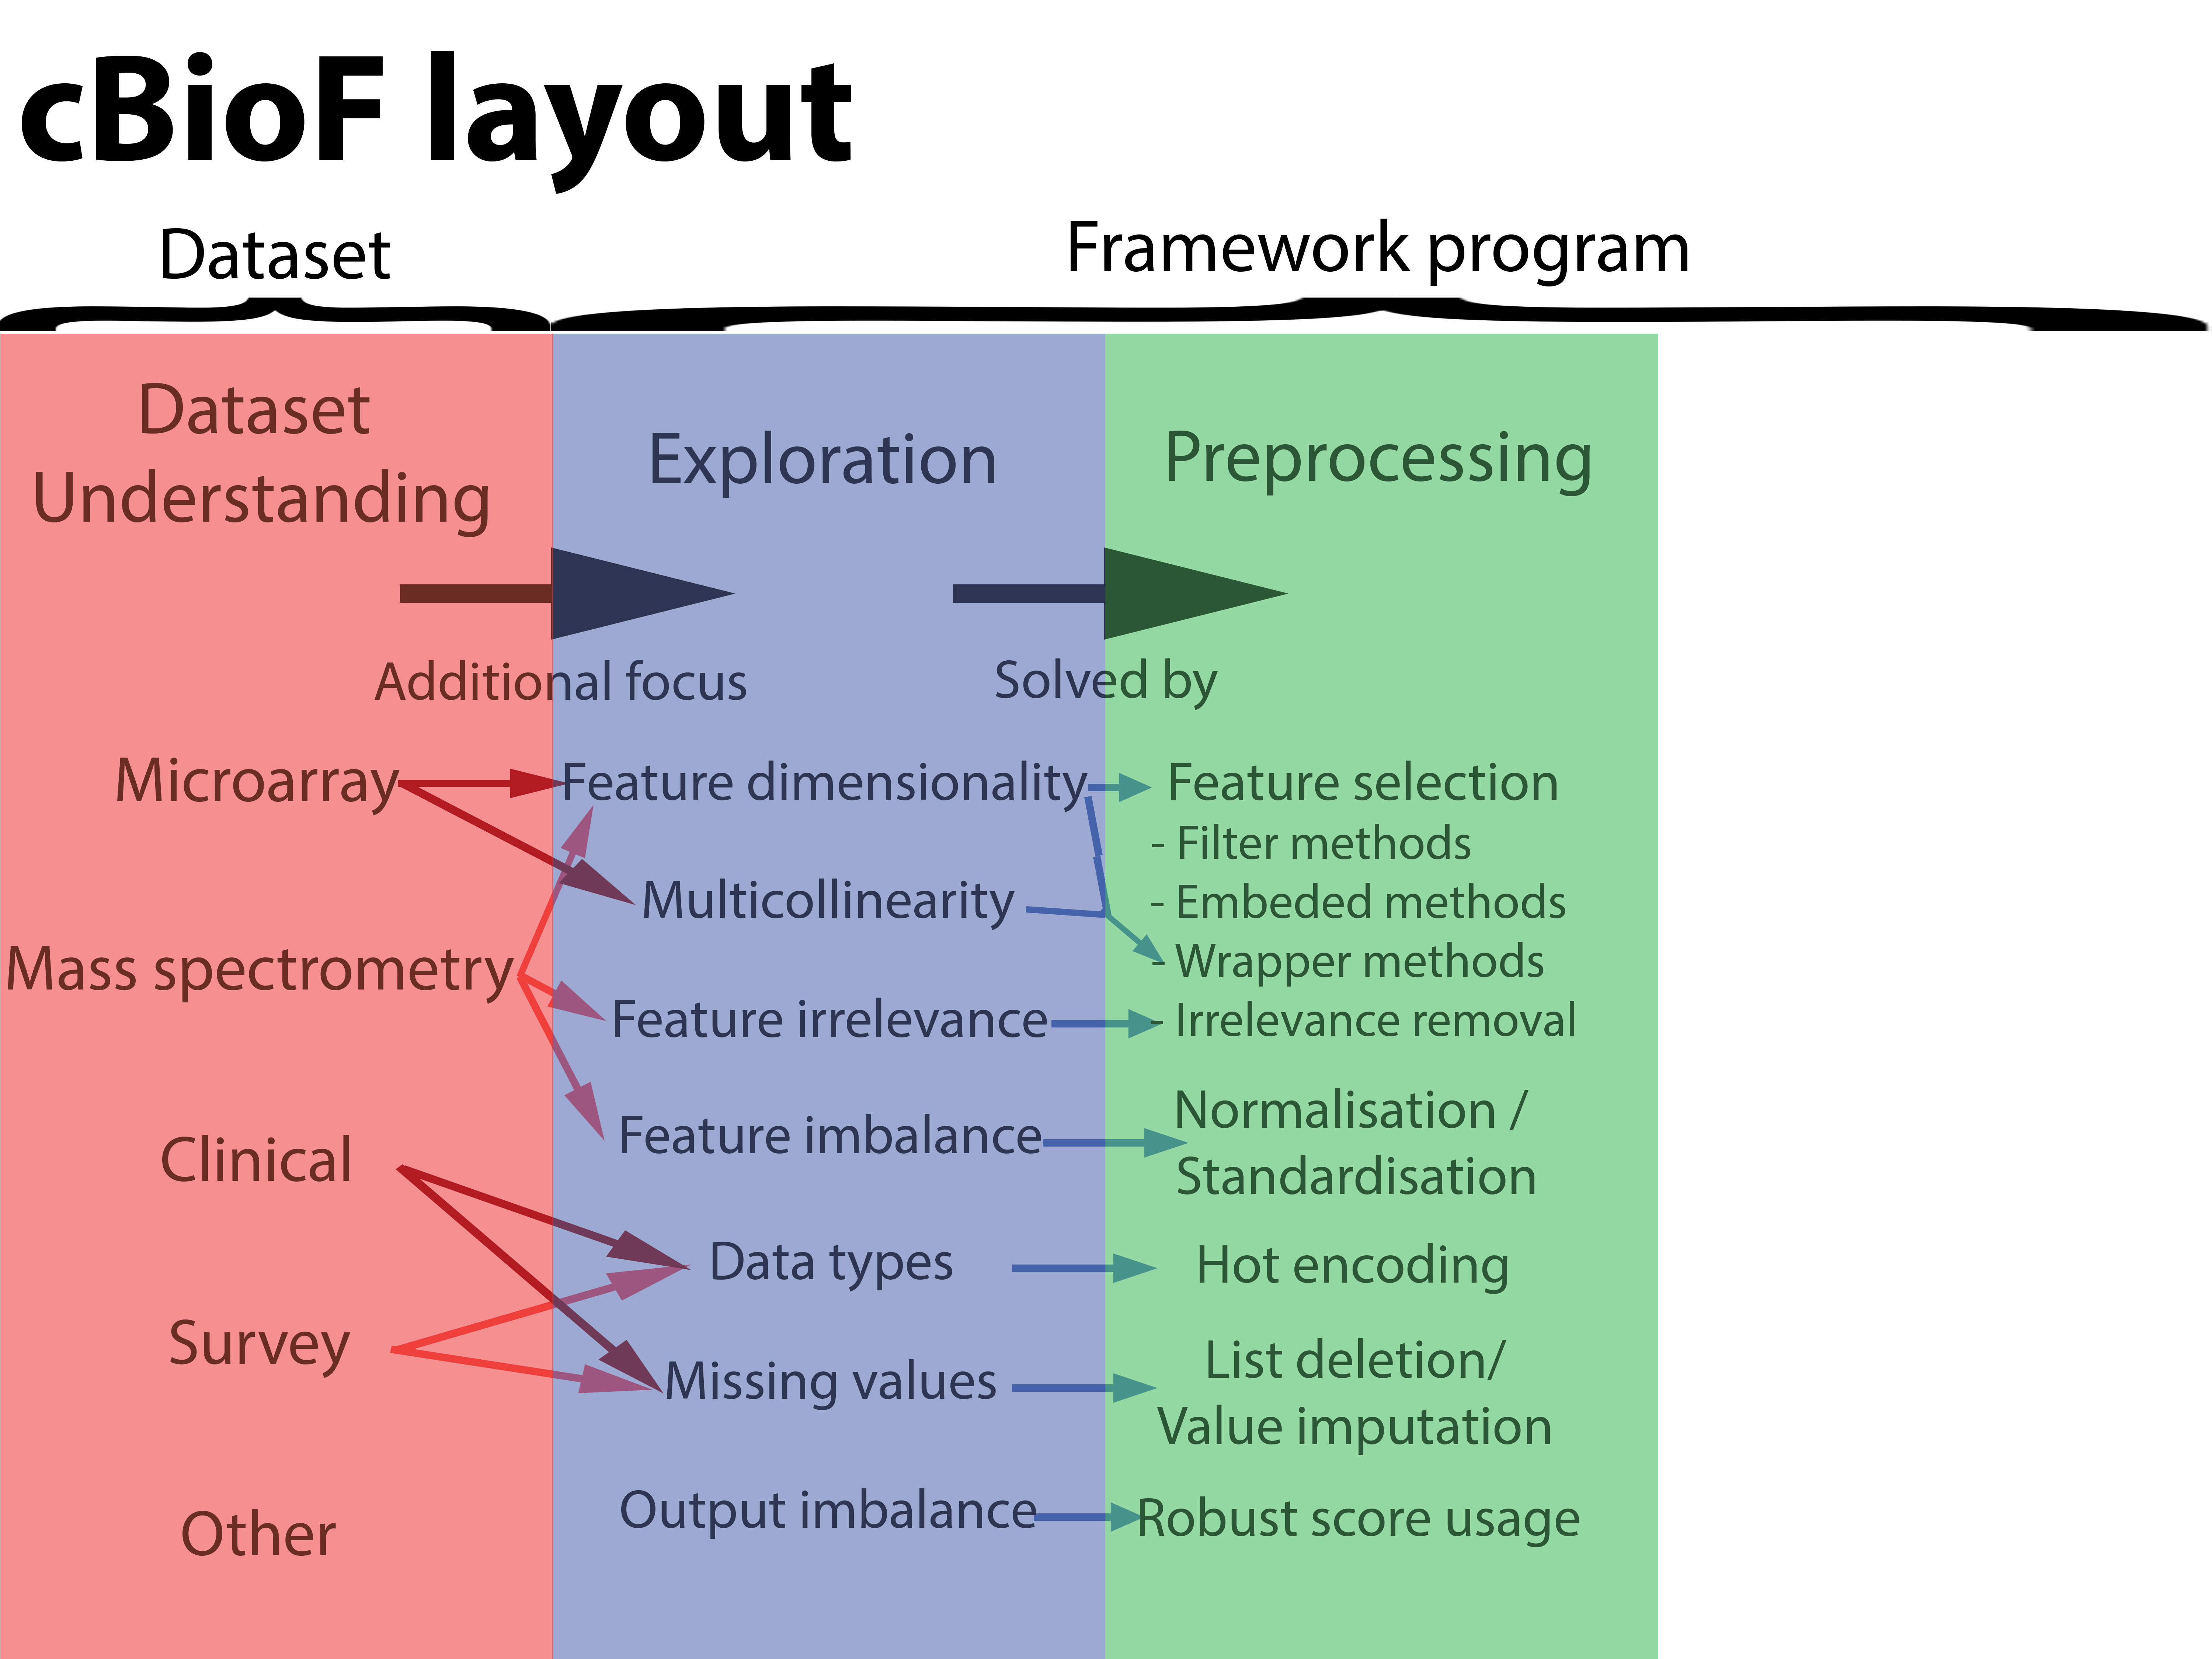 cBioF layout
Dataset
Framework program
Dataset
Understanding
Exploration
Preprocessing
Additional focus
Solved by
Microarray
Mass spectrometry
Clinical
Survey
Other
Feature dimensionality
Multicollinearity
Feature irrelevance
Feature imbalance
Data types
Missing values
Output imbalance
Feature selection
- Filter methods
- Embeded methods
- Wrapper methods
- Irrelevance removal
Normalisation /
Standardisation
Hot encoding
List deletion/
Value imputation
Robust score usage